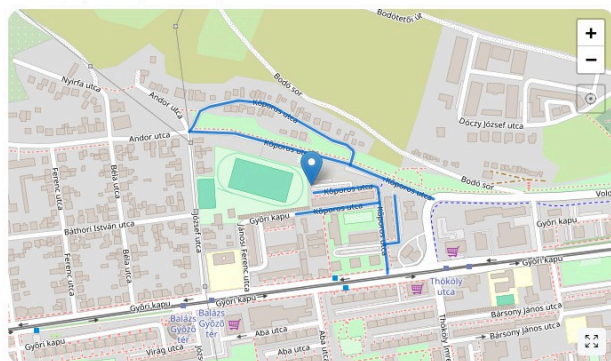 Bodótetői út
Bodó sor
Nyírfa utca
Andor utca
Kőporos utca
Dóczy József utca
Andor utca
Kőporos utca
Ferenc utca
Béla utca
Kőporos utca
Kőporos utca
Bodó sor
Volo
Kőporos utca
Győri kapu
Győri kapu
Báthori István utca
József utca
Jánosi Ferenc utca
Ferenc utca
Béla utca
Győri kapu
Thököly
utca
Győri kapu
Győri kapu
Balázs
Győző
tér
Balázs
Győző
tér
Győri kapu
Virág utca
Aba utca
Aba utca
Aba utca
Bársony János utca
Bársony János utca
+
−